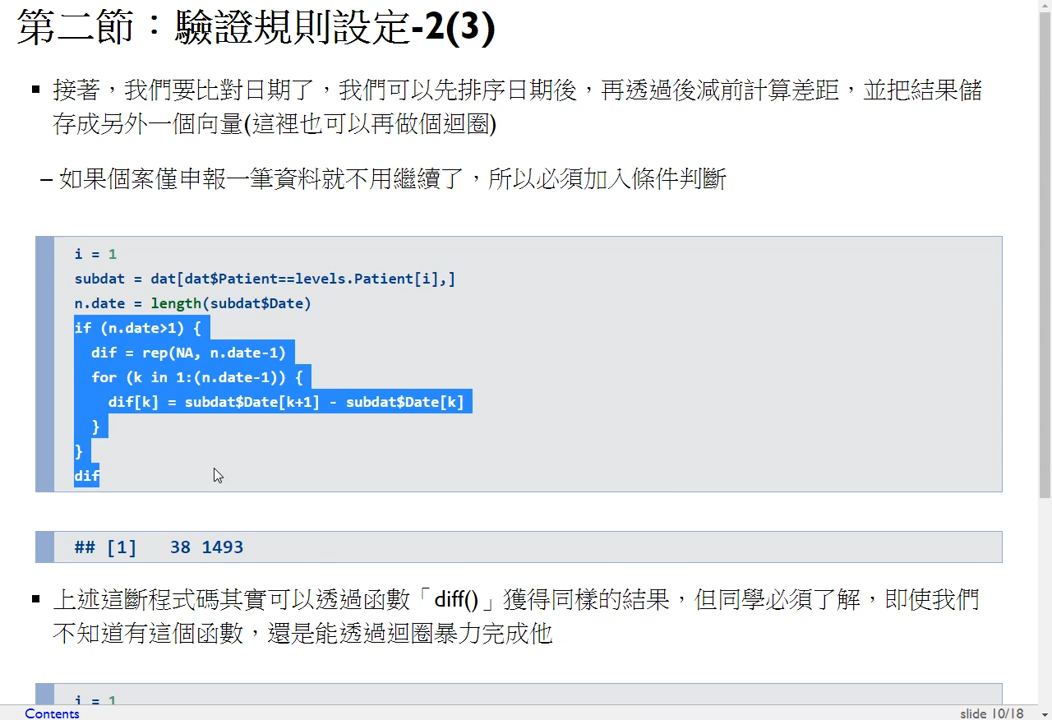 第二節：驗證規則設定-2(3)
接著，我們要比對日期了，我們可以先排序日期後，再透過後減前計算差距，並把結果儲
存成另外一個向量(這裡也可以再做個迴圈)
– 如果個案僅申報一筆資料就不用繼續了，所以必須加入條件判斷
i = 1
subdat = dat[dat$Patient==levels.Patient[i],]
n.date = length(subdat$Date)
if (n.date>1) {
dif = rep(NA, n.date-1)
for (k in 1:(n.date-1)) {
dif[k] = subdat$Date[k+1] - subdat$Date[k]
}
}
dif
## [1]   38 1493
上述這斷程式碼其實可以透過函數「diff()」獲得同樣的結果，但同學必須了解，即使我們
不知道有這個函數，還是能透過迴圈暴力完成他
i = 1
Contents
slide 10/18